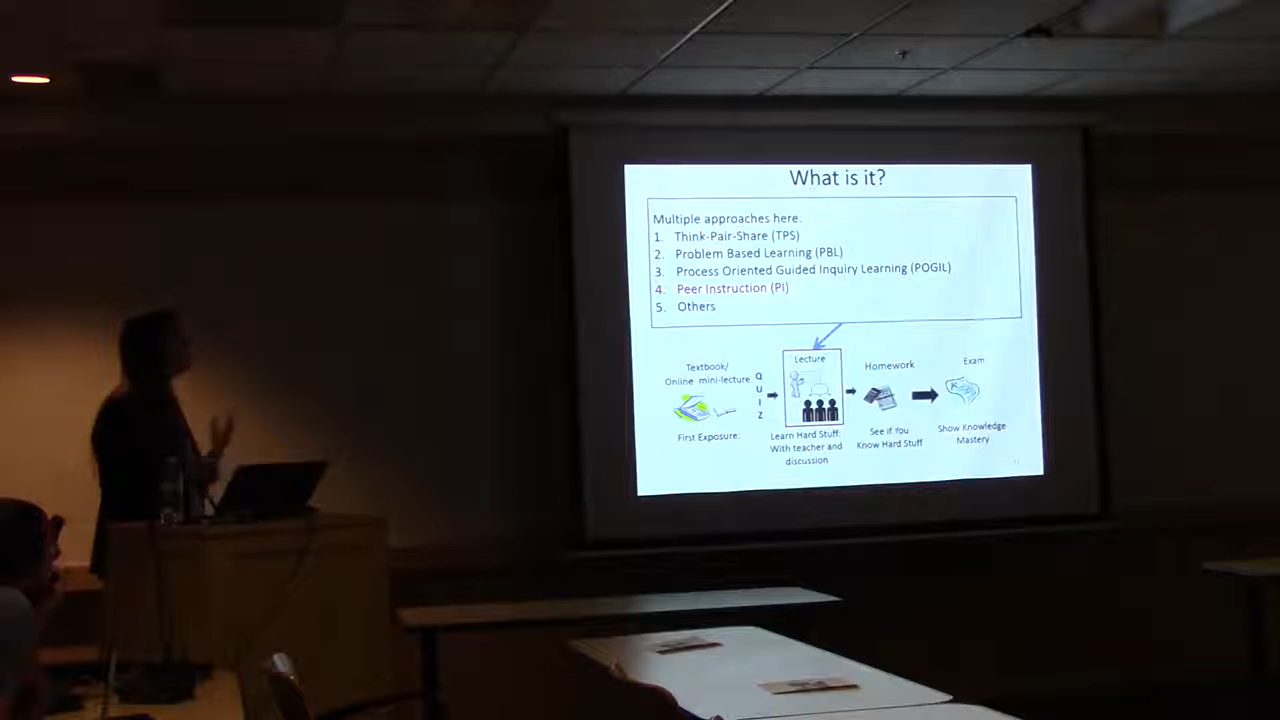 What is it?
Multiple approaches here:
1. Think-Pair-Share (TPS)
2. Problem Based Learning (PBL)
3. Process Oriented Guided Inquiry Learning (POGIL)
4. Peer Instruction (PI)
5. Others
Textbook/
Online mini-lecture
First Exposure:
QUIZ
Lecture
Learn Hard Stuff:
With teacher and
discussion
Homework
See if You
Know Hard Stuff
Exam
Show Knowledge
Mastery